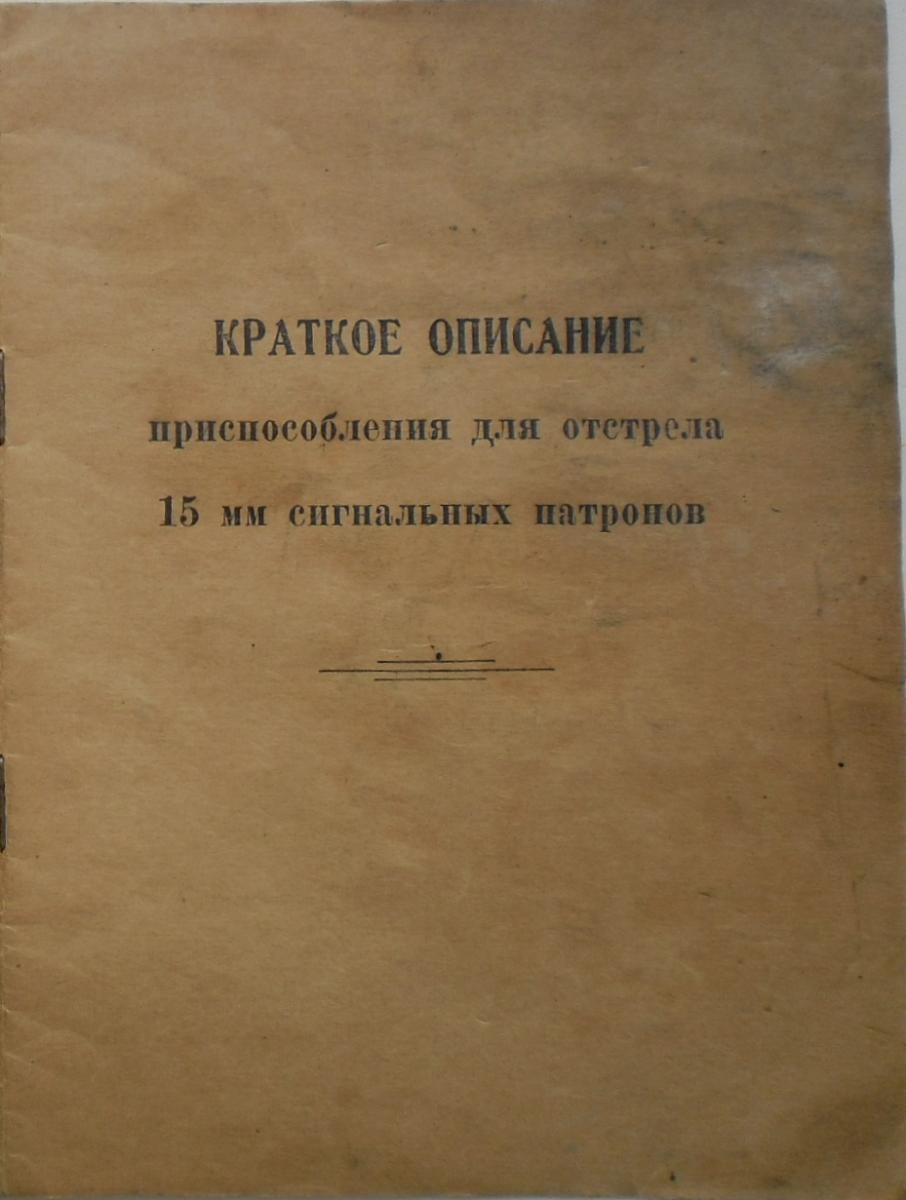 КРАТКОЕ ОПИСАНИЕ
приспособления для отстрела
15 мм сигнальных патронов